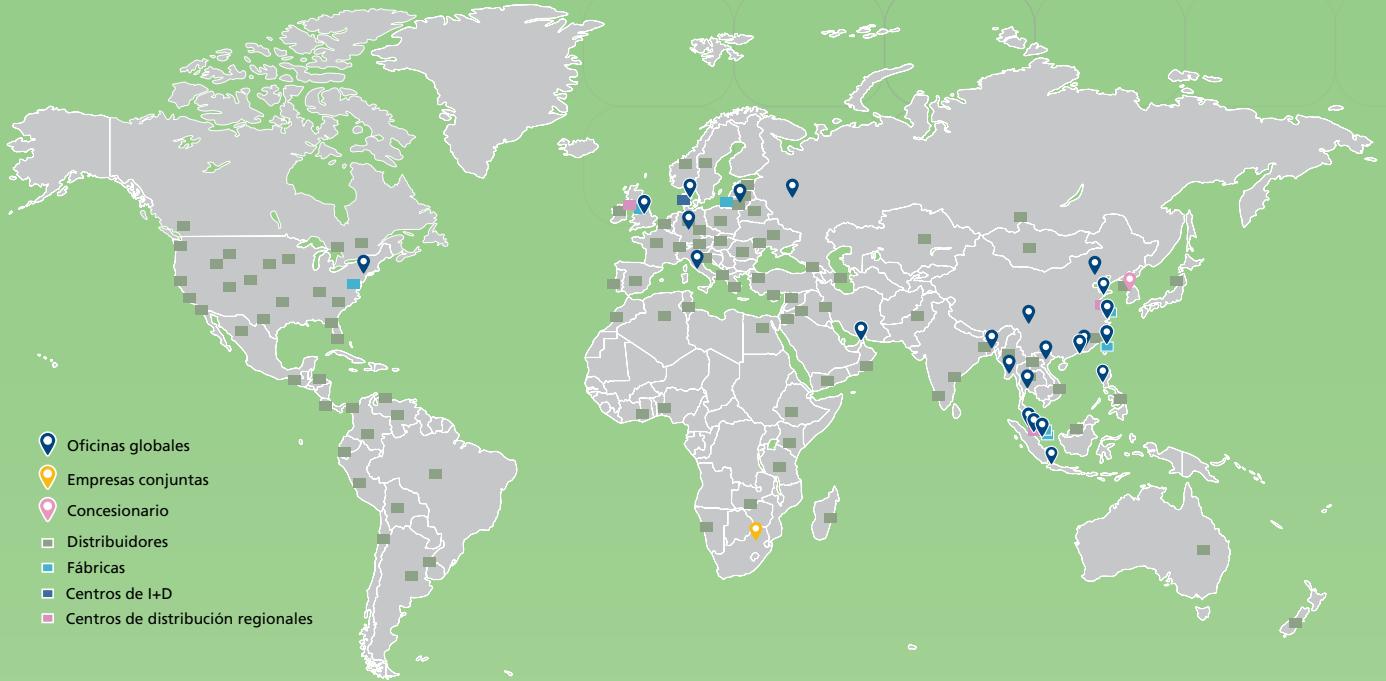 Oficinas globales
Empresas conjuntas
Concesionario
Distribuidores
Fábricas
Centros de I+D
Centros de distribución regionales